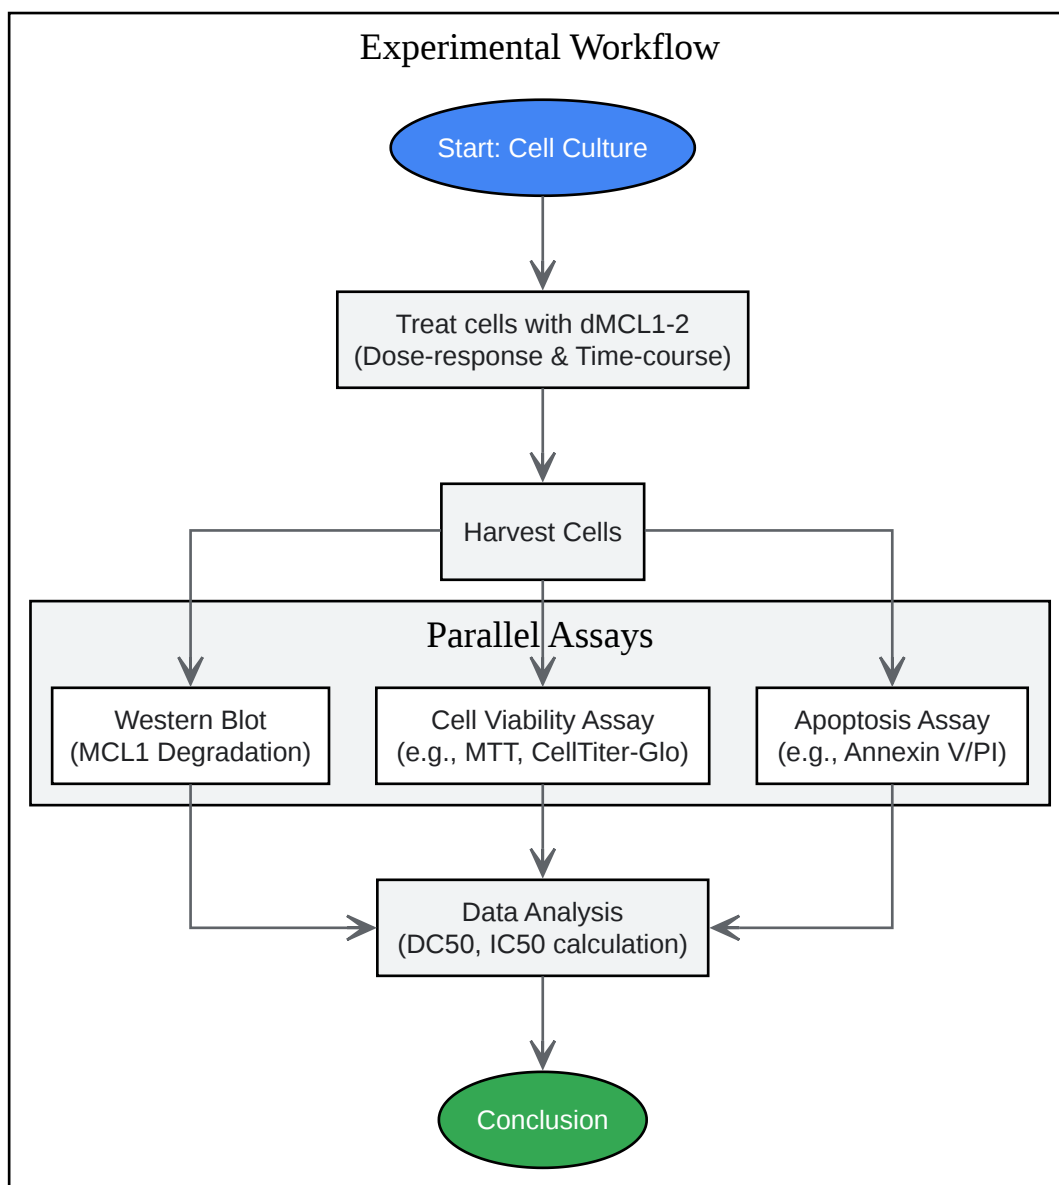 Experimental Workflow
Start: Cell Culture
Treat cells with dMCL1-2
(Dose-response & Time-course)
Harvest Cells
Parallel Assays
Western Blot
(MCL1 Degradation)
Cell Viability Assay
(e.g., MTT, CellTiter-Glo)
Apoptosis Assay
(e.g., Annexin V/PI)
Data Analysis
(DC50, IC50 calculation)
Conclusion